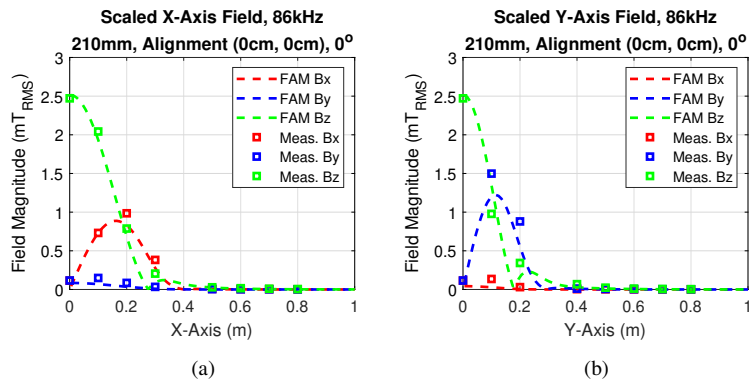 Scaled X-Axis Field, 86kHz
210mm, Alignment (0cm, 0cm), 0°
Field Magnitude (mT_RMS)
3
2.5
2
1.5
1
0.5
0
FAM Bx
FAM By
FAM Bz
Meas. Bx
Meas. By
Meas. Bz
0 0.2 0.4 0.6 0.8 1
X-Axis (m)
(a)
Scaled Y-Axis Field, 86kHz
210mm, Alignment (0cm, 0cm), 0°
Field Magnitude (mT_RMS)
3
2.5
2
1.5
1
0.5
0
FAM Bx
FAM By
FAM Bz
Meas. Bx
Meas. By
Meas. Bz
0 0.2 0.4 0.6 0.8 1
Y-Axis (m)
(b)